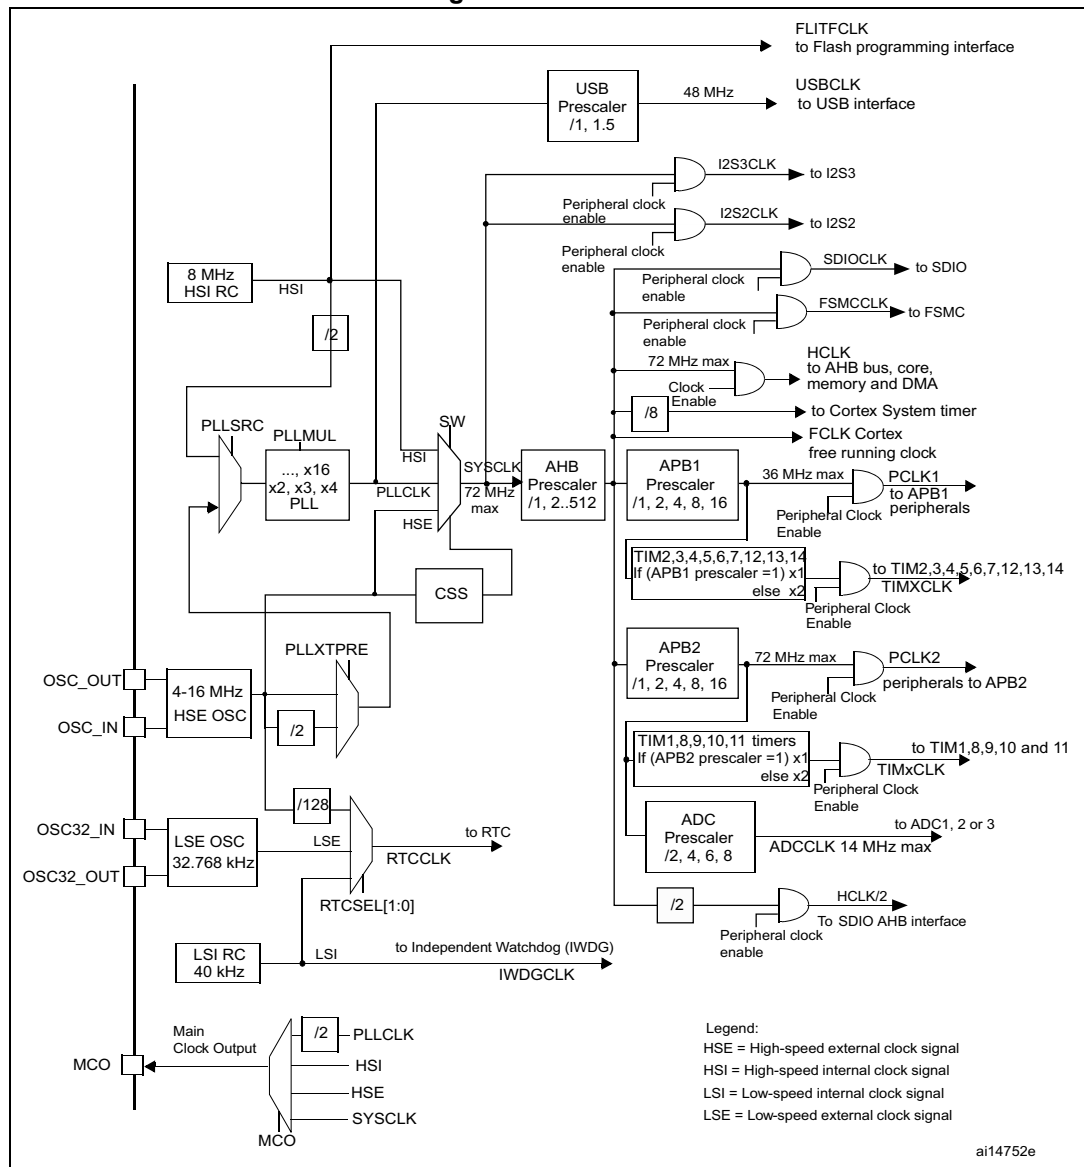 FLITFCLK
to Flash programming interface
USB
Prescaler
/1, 1.5
48 MHz
USBCLK
to USB interface
I2S3CLK
to I2S3
Peripheral clock
enable
I2S2CLK
to I2S2
Peripheral clock
enable
8 MHz
HSI RC
HSI
SDIOCLK
to SDIO
Peripheral clock
enable
FSMCCLK
to FSMC
Peripheral clock
enable
/2
72 MHz max
HCLK
to AHB bus, core,
memory and DMA
Clock
Enable
/8
to Cortex System timer
FCLK Cortex
free running clock
PLLSRC
PLLMUL
..., x16
x2, x3, x4
PLL
SW
HSI
PLLCLK
HSE
SYSCLK
72 MHz
max
AHB
Prescaler
/1, 2..512
APB1
Prescaler
/1, 2, 4, 8, 16
36 MHz max
PCLK1
to APB1
peripherals
Peripheral Clock
Enable
TIM2,3,4,5,6,7,12,13,14
If (APB1 prescaler =1) x1
else x2
to TIM2,3,4,5,6,7,12,13,14
TIMXCLK
Peripheral Clock
Enable
CSS
PLLXTPRE
OSC_OUT
OSC_IN
4-16 MHz
HSE OSC
/2
APB2
Prescaler
/1, 2, 4, 8, 16
72 MHz max
PCLK2
peripherals to APB2
Peripheral Clock
Enable
TIM1,8,9,10,11 timers
If (APB2 prescaler =1) x1
else x2
to TIM1,8,9,10 and 11
TIMxCLK
Peripheral Clock
Enable
/128
OSC32_IN
OSC32_OUT
LSE OSC
32.768 kHz
LSE
to RTC
RTCCLK
RTCSEL[1:0]
ADC
Prescaler
/2, 4, 6, 8
to ADC1, 2 or 3
ADCCLK 14 MHz max
/2
HCLK/2
To SDIO AHB interface
Peripheral clock
enable
LSI RC
40 kHz
LSI
to Independent Watchdog (IWDG)
IWDGCLK
MCO
Main
Clock Output
/2
PLLCLK
HSI
HSE
SYSCLK
MCO
Legend:
HSE = High-speed external clock signal
HSI = High-speed internal clock signal
LSI = Low-speed internal clock signal
LSE = Low-speed external clock signal
ai14752e